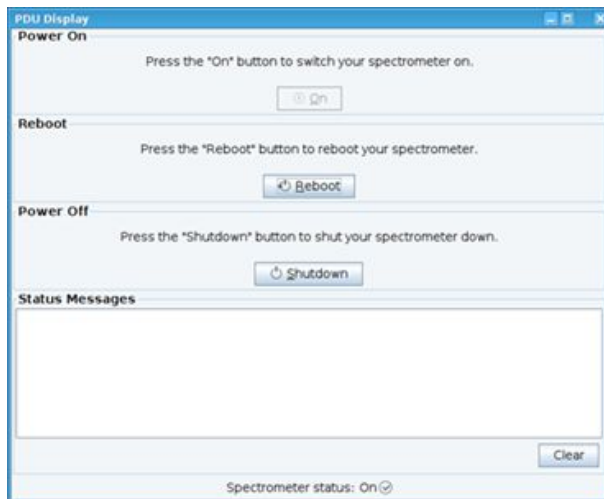 PDU Display
Power On
Press the "On" button to switch your spectrometer on.
On
Reboot
Press the "Reboot" button to reboot your spectrometer.
Reboot
Power Off
Press the "Shutdown" button to shut your spectrometer down.
Shutdown
Status Messages
Clear
Spectrometer status: On